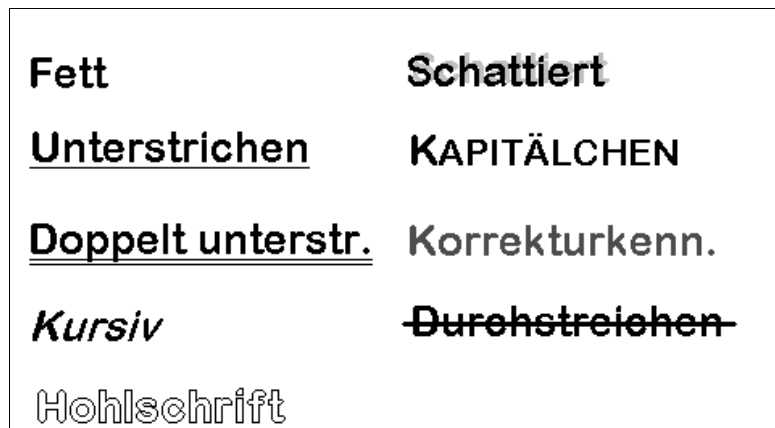 Fett
Schattiert
Unterstrichen
KAPITÄLCHEN
Doppelt unterstr.
Korrekturkenn.
Kursiv
Durchstreichen
Hohlschrift